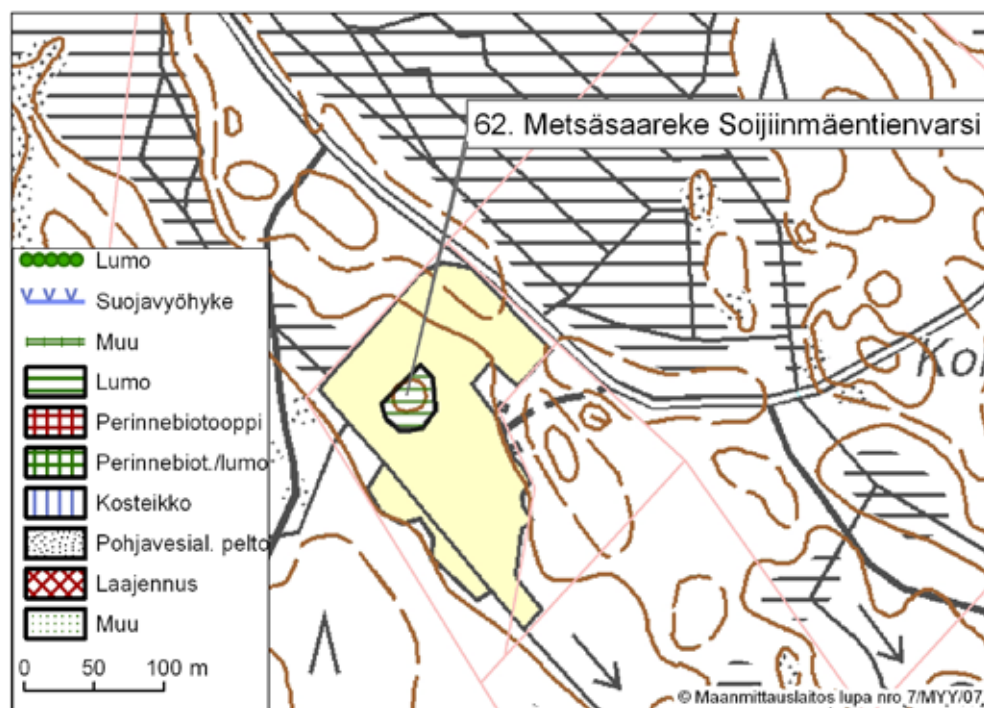 62. Metsäsaareke Soijiinmäentienvarsi
Lumo
Suojavyöhyke
Muu
Lumo
Perinnebiotooppi
Perinnebiot./lumo
Kosteikko
Pohjavesial. pelto
Laajennus
Muu
0 50 100 m
© Maanmittauslaitos lupa nro 7/MYY/07